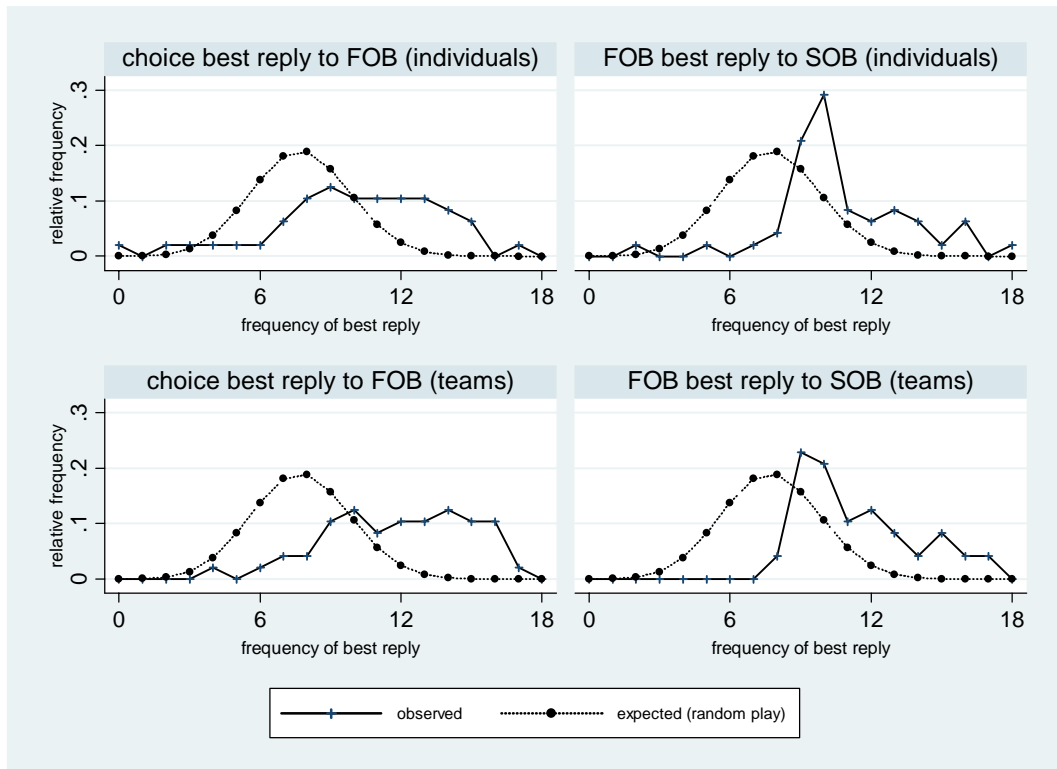 choice best reply to FOB (individuals)
FOB best reply to SOB (individuals)
relative frequency
0
.1
.2
.3
0
6
12
18
0
6
12
18
frequency of best reply
frequency of best reply
choice best reply to FOB (teams)
FOB best reply to SOB (teams)
relative frequency
0
.1
.2
.3
0
6
12
18
0
6
12
18
frequency of best reply
frequency of best reply
observed
expected (random play)